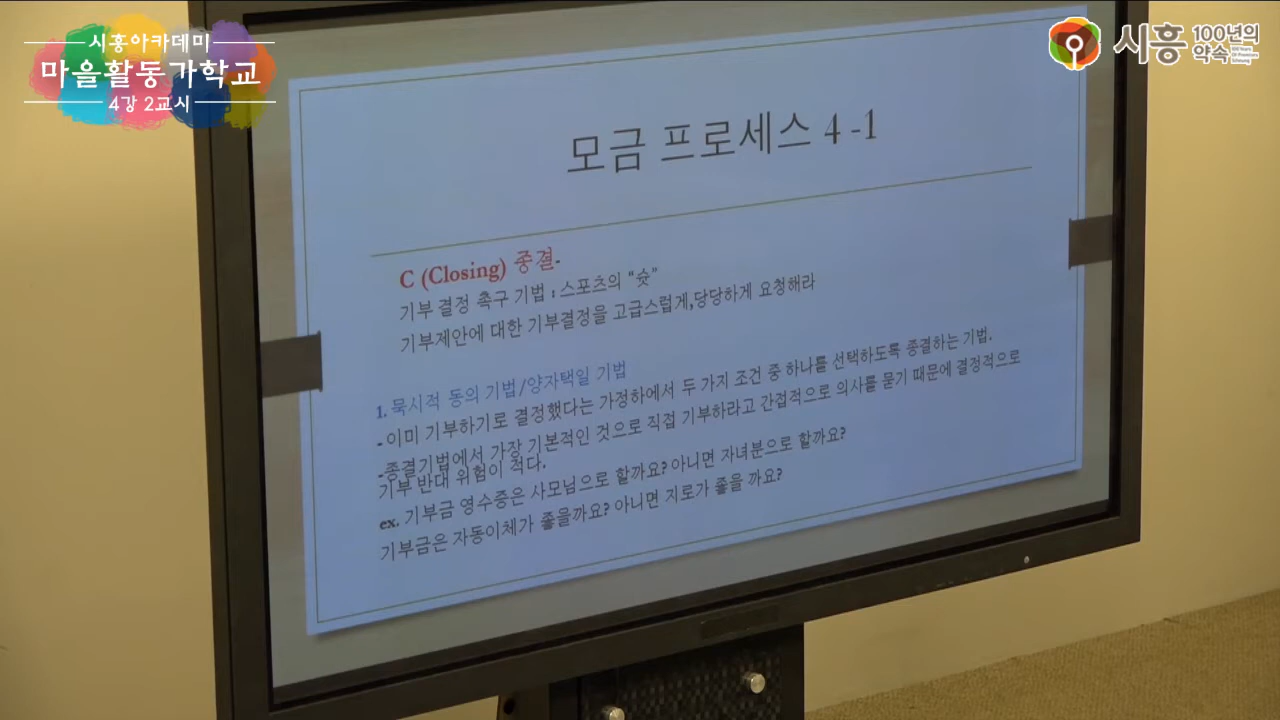 시흥아카데미
마을활동가학교
4강 2교시
시흥 100년의 약속
모금 프로세스 4 -1
C (Closing) 종결-
기부 결정 촉구 기법 : 스포츠의 “슛”
기부제안에 대한 기부결정을 고급스럽게,당당하게 요청해라
1. 묵시적 동의 기법/양자택일 기법
- 이미 기부하기로 결정했다는 가정하에서 두 가지 조건 중 하나를 선택하도록 종결하는 기법.
-종결기법에서 가장 기본적인 것으로 직접 기부하라고 간접적으로 의사를 묻기 때문에 결정적으로
기부 반대 위험이 적다.
ex. 기부금 영수증은 사모님으로 할까요? 아니면 자녀분으로 할까요?
기부금은 자동이체가 좋을까요? 아니면 지로가 좋을 까요?